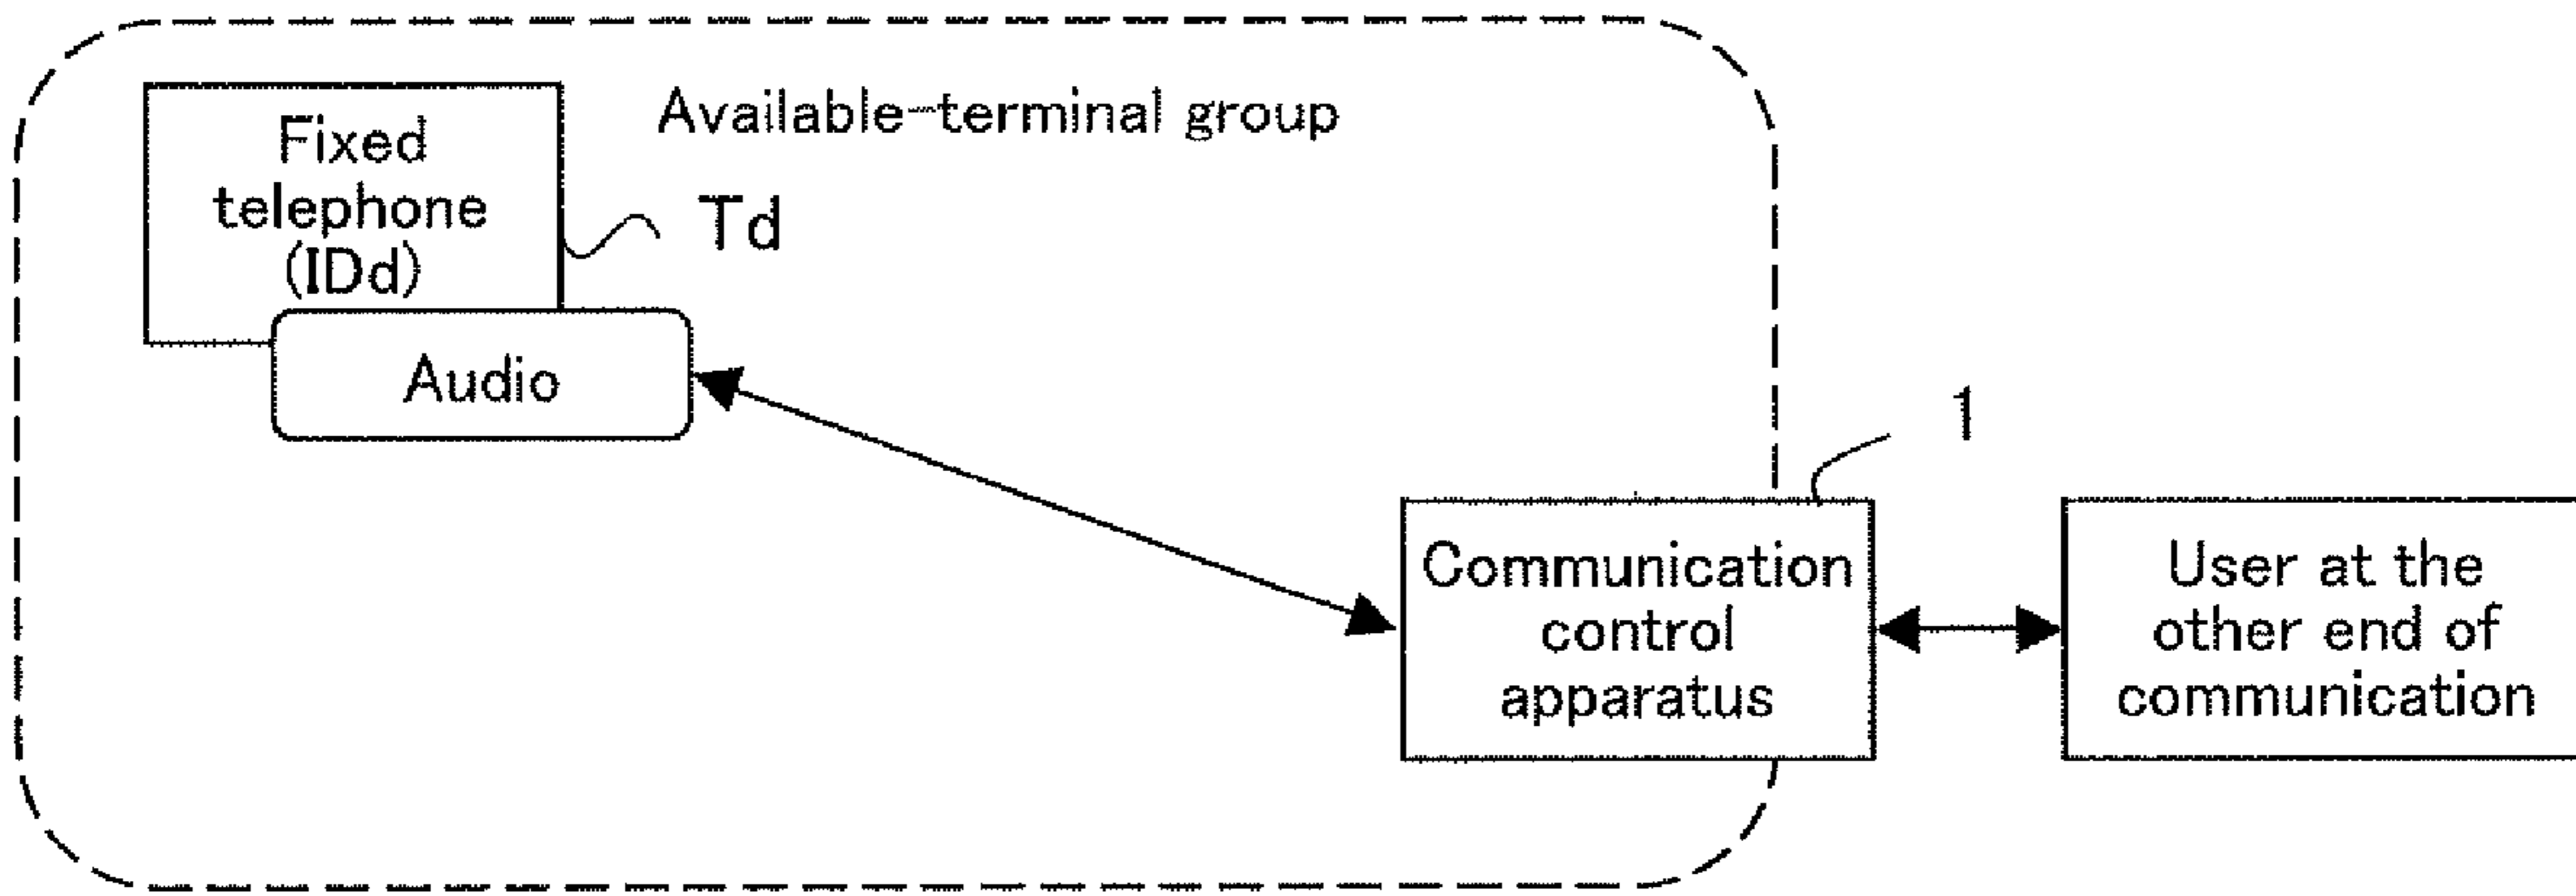 Fixed
telephone
(IDd)
Available-terminal group
Td
Audio
1
Communication
control
apparatus
User at the
other end of
communication